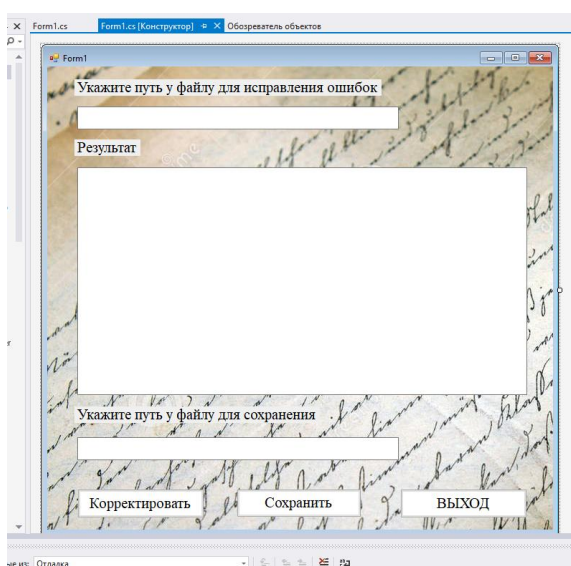 Form1.cs
Form1.cs [Конструктор]
Обозреватель объектов
Form1
Укажите путь у файлу для исправления ошибок
Результат
Укажите путь у файлу для сохранения
Корректировать
Сохранить
ВЫХОД
Отладка